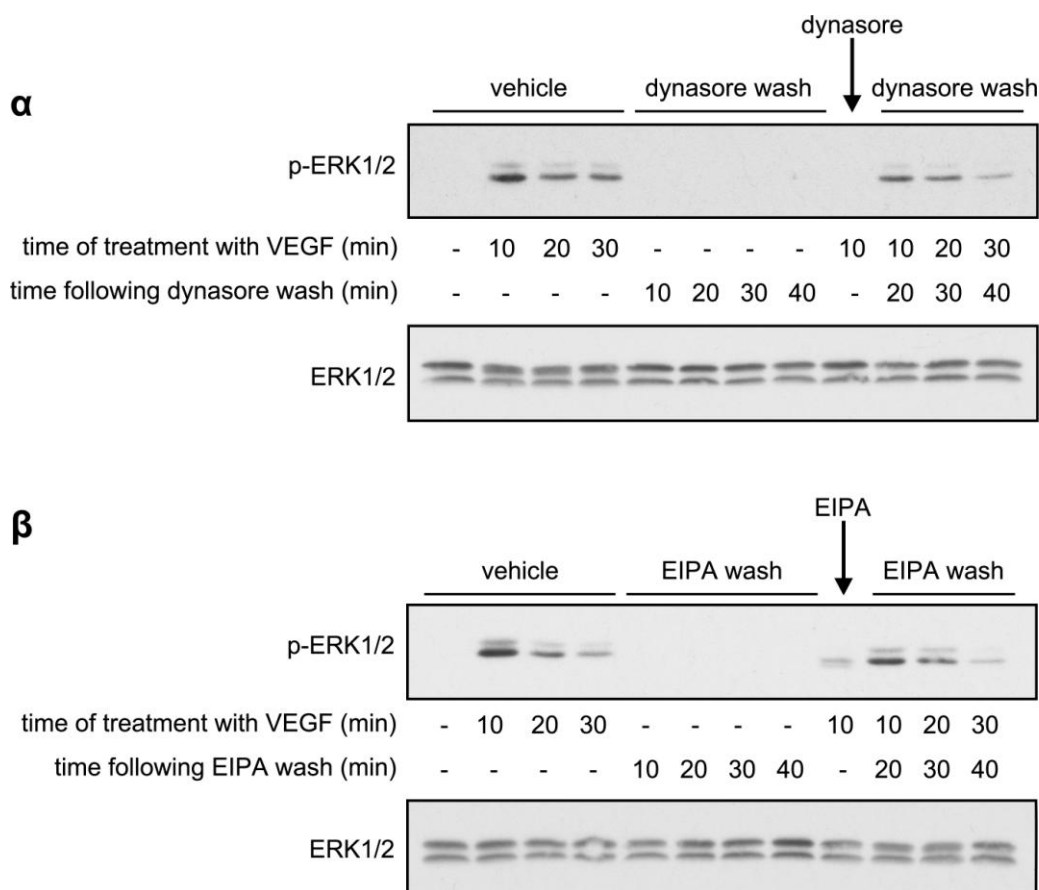 dynasore
α
vehicle dynasore wash dynasore wash
p-ERK1/2
time of treatment with VEGF (min) - 10 20 30 - - - - 10 10 20 30
time following dynasore wash (min) - - - - 10 20 30 40 - 20 30 40
ERK1/2
β
EIPA
vehicle EIPA wash EIPA wash
p-ERK1/2
time of treatment with VEGF (min) - 10 20 30 - - - - 10 10 20 30
time following EIPA wash (min) - - - - 10 20 30 40 - 20 30 40
ERK1/2